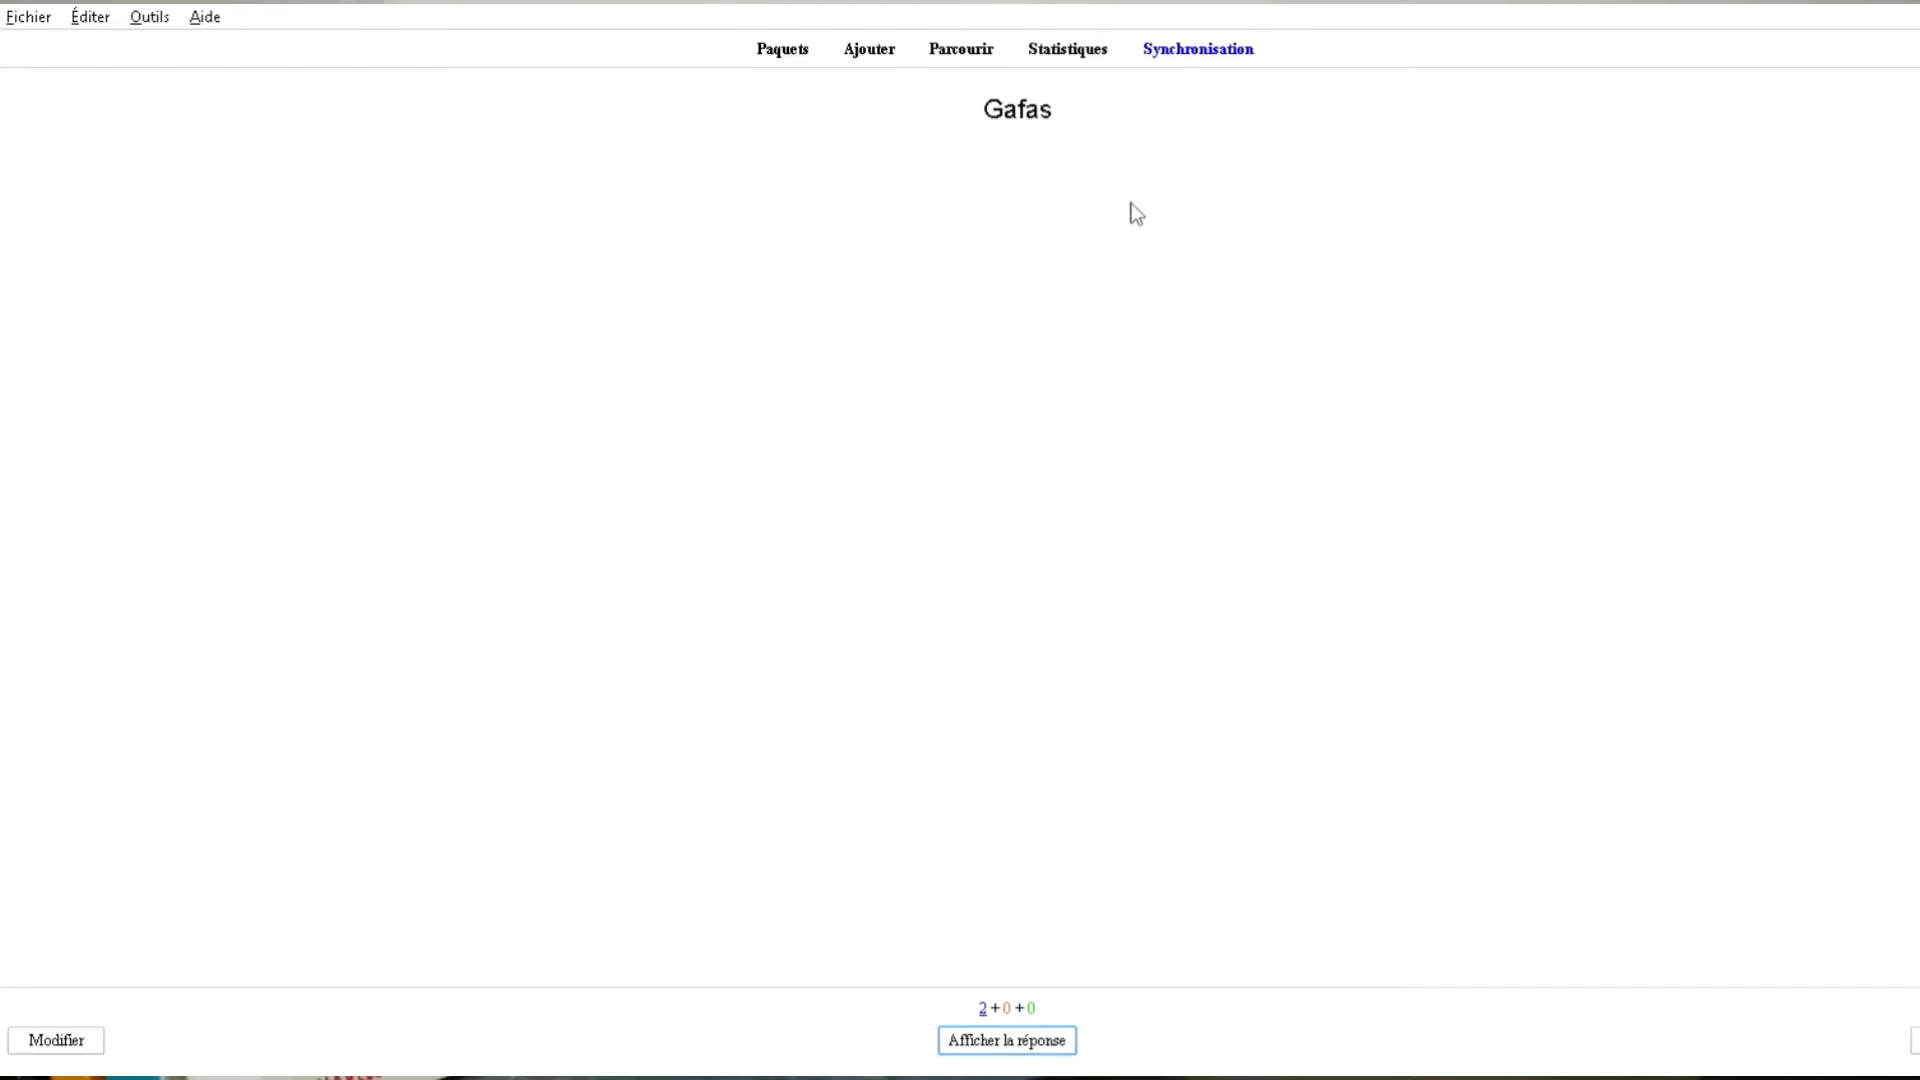 Fichier Éditer Outils Aide
Paquets Ajouter Parcourir Statistiques Synchronisation
Gafas
2 + 0 + 0
Modifier Afficher la réponse